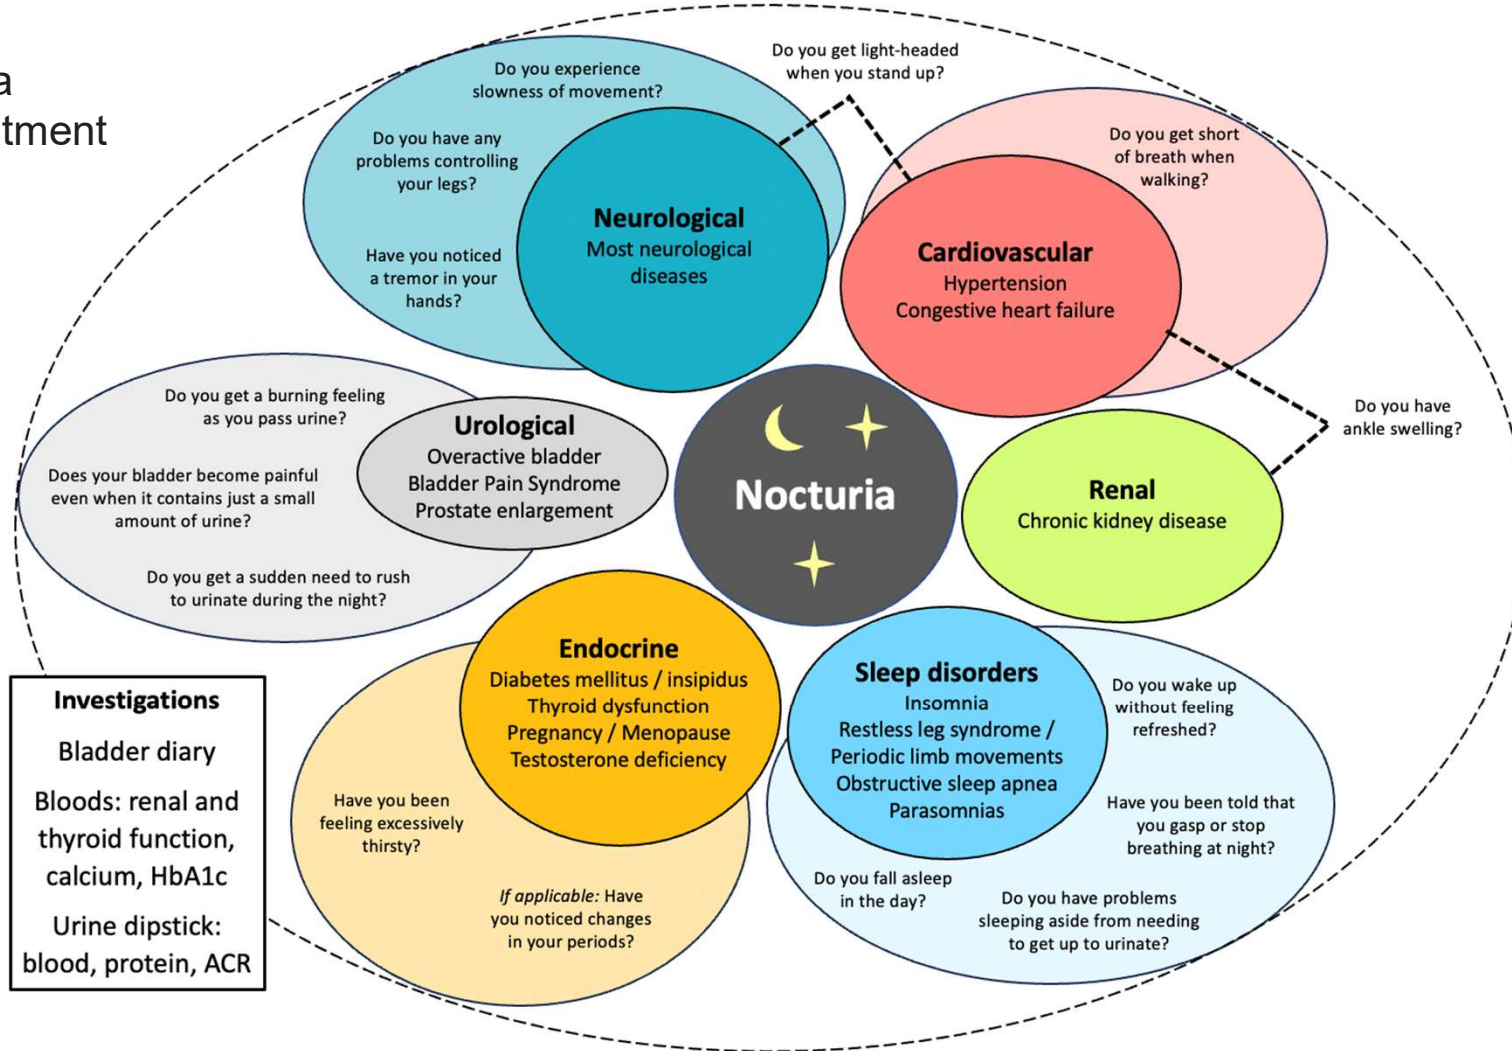 a
tment
Do you get light-headed
when you stand up?
Do you experience
slowness of movement?
Do you have any
problems controlling
your legs?
Have you noticed
a tremor in your
hands?
Neurological
Most neurological
diseases
Do you get short
of breath when
walking?
Cardiovascular
Hypertension
Congestive heart failure
Do you have
ankle swelling?
Do you get a burning feeling
as you pass urine?
Does your bladder become painful
even when it contains just a small
amount of urine?
Do you get a sudden need to rush
to urinate during the night?
Urological
Overactive bladder
Bladder Pain Syndrome
Prostate enlargement
Nocturia
Renal
Chronic kidney disease
Endocrine
Diabetes mellitus / insipidus
Thyroid dysfunction
Pregnancy / Menopause
Testosterone deficiency
Have you been
feeling excessively
thirsty?
If applicable: Have
you noticed changes
in your periods?
Sleep disorders
Insomnia
Restless leg syndrome /
Periodic limb movements
Obstructive sleep apnea
Parasomnias
Do you wake up
without feeling
refreshed?
Have you been told that
you gasp or stop
breathing at night?
Do you fall asleep
in the day?
Do you have problems
sleeping aside from needing
to get up to urinate?
Investigations
Bladder diary
Bloods: renal and
thyroid function,
calcium, HbA1c
Urine dipstick:
blood, protein, ACR